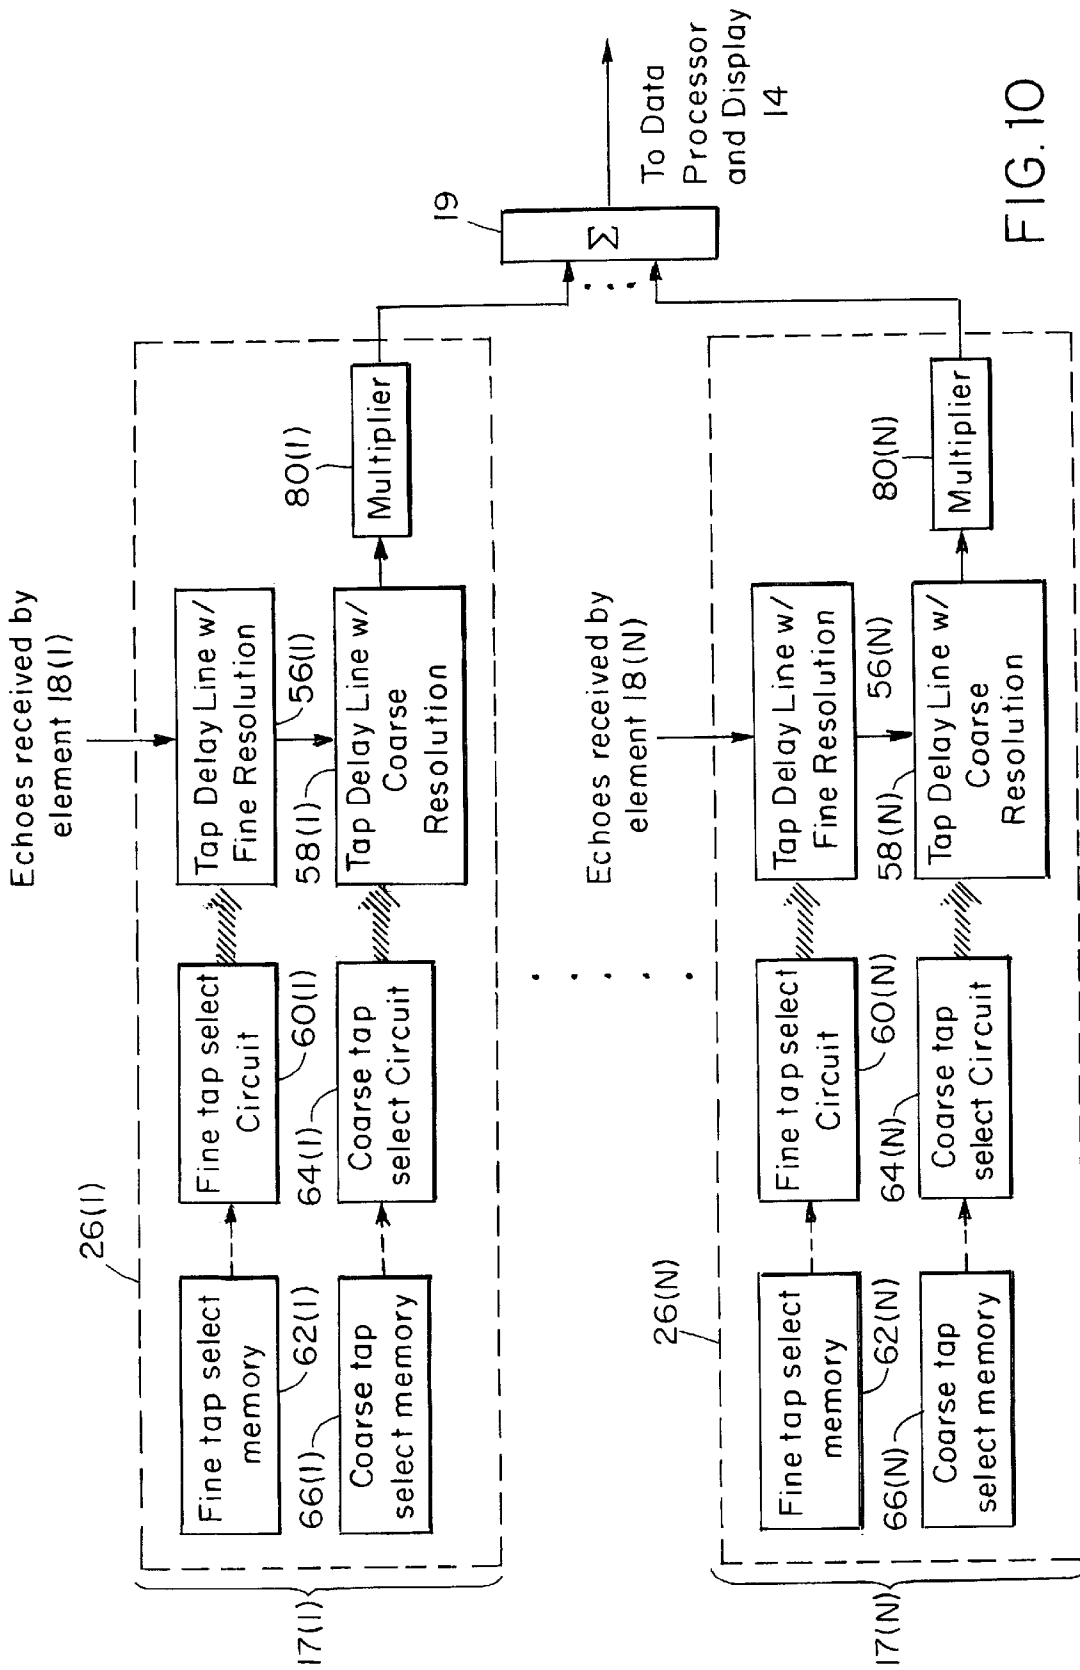 Echoes received by
element 18(1)
26(1)
17(1)
Fine tap select
memory
62(1)
Fine tap select
Circuit
60(1)
Tap Delay Line w/
Fine Resolution
56(1)
66(1)
Coarse tap
select memory
64(1)
Coarse tap
select Circuit
58(1)
Tap Delay Line w/
Coarse
Resolution
80(1)
Multiplier
19
Σ
To Data
Processor
and Display
14
Echoes received by
element 18(N)
26(N)
17(N)
Fine tap select
memory
62(N)
Fine tap select
Circuit
60(N)
Tap Delay Line w/
Fine Resolution
56(N)
66(N)
Coarse tap
select memory
64(N)
Coarse tap
select Circuit
58(N)
Tap Delay Line w/
Coarse
Resolution
80(N)
Multiplier
FIG. 10